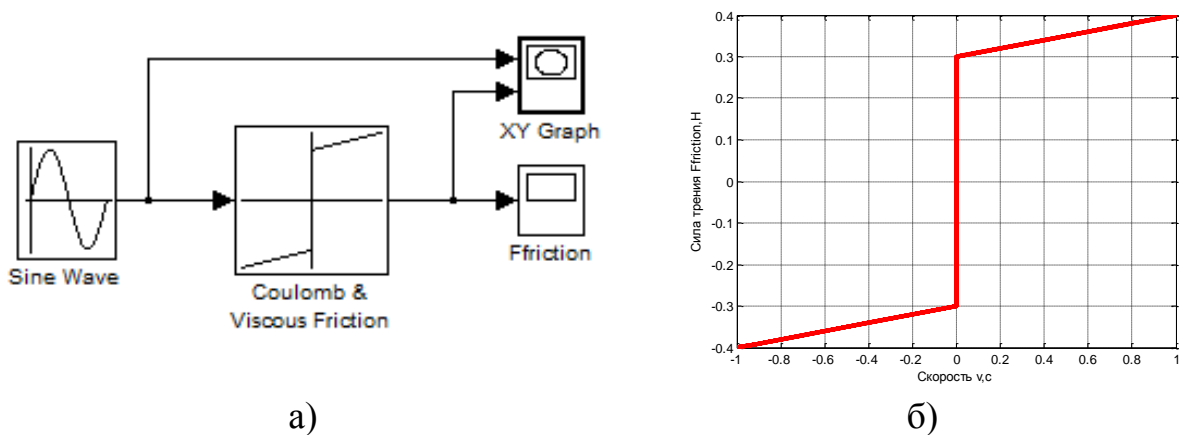 XY Graph
Sine Wave
Coulomb &
Viscous Friction
Ffriction
а)
Сила трения Ffriction,Н
0.4
0.3
0.2
0.1
0
-0.1
-0.2
-0.3
-0.4
-1 -0.8 -0.6 -0.4 -0.2 0 0.2 0.4 0.6 0.8 1
Скорость v,с
б)